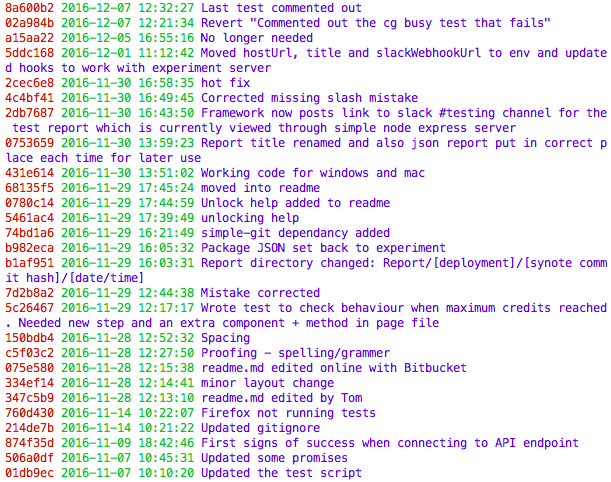 8a600b2 2016-12-07 12:32:27 Last test commented out
02a984b 2016-12-07 12:21:34 Revert "Commented out the cg busy test that fails"
a15aa22 2016-12-05 16:55:16 No longer needed
5ddc168 2016-12-01 11:12:42 Moved hostUrl, title and slackWebhookUrl to env and update
d hooks to work with experiment server
2cec6e8 2016-11-30 16:58:35 hot fix
4c4bf41 2016-11-30 16:49:45 Corrected missing slash mistake
2db7687 2016-11-30 16:43:50 Framework now posts link to slack #testing channel for the
 test report which is currently viewed through simple node express server
0753659 2016-11-30 13:59:23 Report title renamed and also json report put in correct p
lace each time for later use
431e614 2016-11-30 13:51:02 Working code for windows and mac
68135f5 2016-11-29 17:45:24 moved into readme
0780c14 2016-11-29 17:44:59 Unlock help added to readme
5461ac4 2016-11-29 17:39:49 unlocking help
74bd1a6 2016-11-29 16:21:49 simple-git dependancy added
b982eca 2016-11-29 16:05:32 Package JSON set back to experiment
b1af951 2016-11-29 16:03:31 Report directory changed: Report/[deployment]/[synote comm
it hash]/[date/time]
7d2b8a2 2016-11-29 12:44:38 Mistake corrected
5c26467 2016-11-29 12:17:17 Wrote test to check behaviour when maximum credits reached
. Needed new step and an extra component + method in page file
150bdb4 2016-11-28 12:52:32 Spacing
c5f03c2 2016-11-28 12:27:50 Proofing - spelling/grammer
075e580 2016-11-28 12:15:38 readme.md edited online with Bitbucket
334ef14 2016-11-28 12:14:41 minor layout change
347c5b9 2016-11-28 12:13:10 readme.md edited by Tom
760d430 2016-11-14 10:22:07 Firefox not running tests
214de7b 2016-11-14 10:21:22 Updated gitignore
874f35d 2016-11-09 18:42:46 First signs of success when connecting to API endpoint
506a0df 2016-11-07 10:45:31 Updated some promises
01db9ec 2016-11-07 10:10:20 Updated the test script